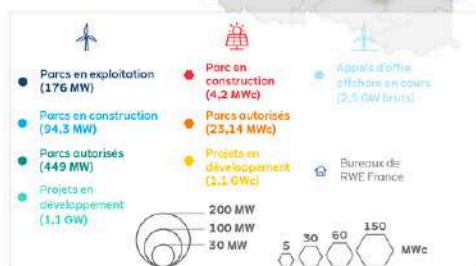 Parcs en exploitation
(176 MW)
Parcs en construction
(94,3 MW)
Parcs autorisés
(449 MW)
Projets en
développement
(1,1 GW)
Parc en
construction
(4,2 MWc)
Parcs autorisés
(23,14 MWc)
Projets en
développement
(1,1 GWc)
Appels d'offre
offshore en cours
(2,5 GW bruts)
Bureaux de
RWE France
200 MW
100 MW
30 MW
5
30
60
150
MWc